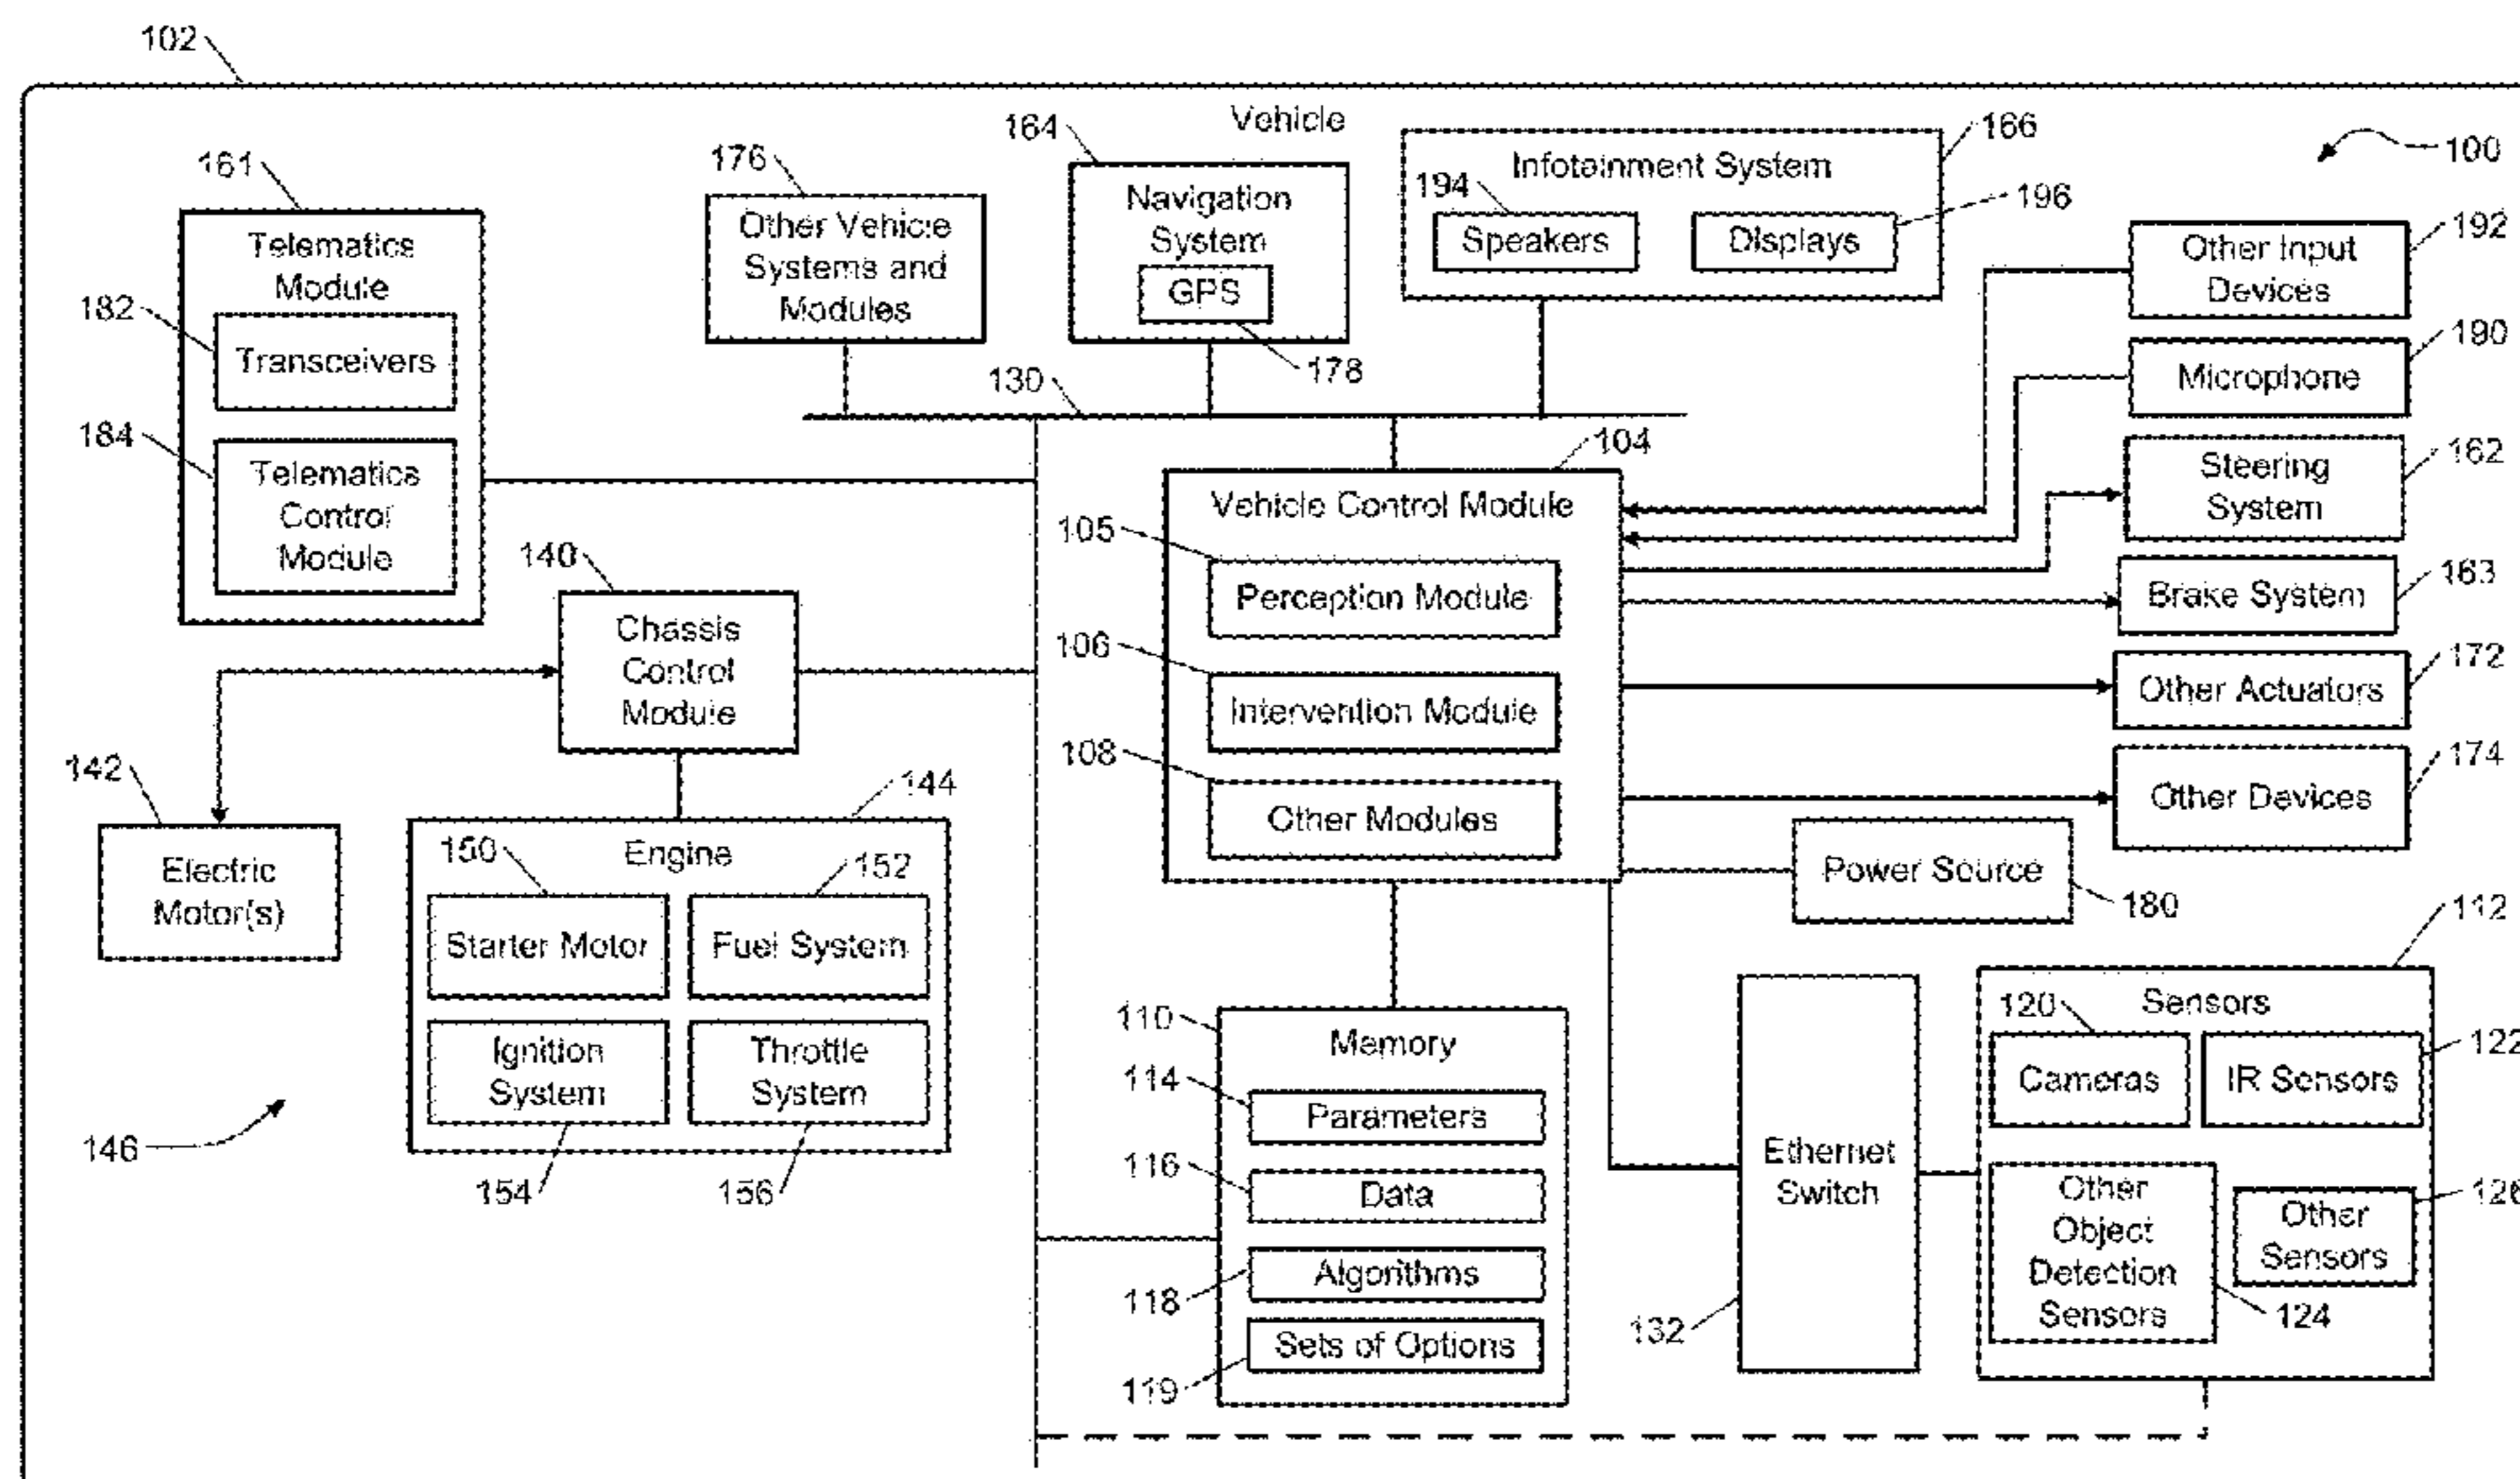 102
Vehicle
100
161
Telematics
Module
182
Transceivers
184
Telematics
Control
Module
176
Other Vehicle
Systems and
Modules
164
Navigation
System
GPS
178
166
Infotainment System
194
Speakers
196
Displays
130
192
Other Input
Devices
190
Microphone
162
Steering
System
163
Brake System
172
Other Actuators
174
Other Devices
104
Vehicle Control Module
105
Perception Module
106
Intervention Module
108
Other Modules
140
Chassis
Control
Module
142
Electric
Motor(s)
144
Engine
150
Starter Motor
152
Fuel System
Ignition
System
154
Throttle
System
156
146
Power Source
180
110
Memory
114
Parameters
116
Data
118
Algorithms
119
Sets of Options
Ethernet
Switch
132
112
Sensors
120
Cameras
122
IR Sensors
Other
Object
Detection
Sensors
124
126
Other
Sensors